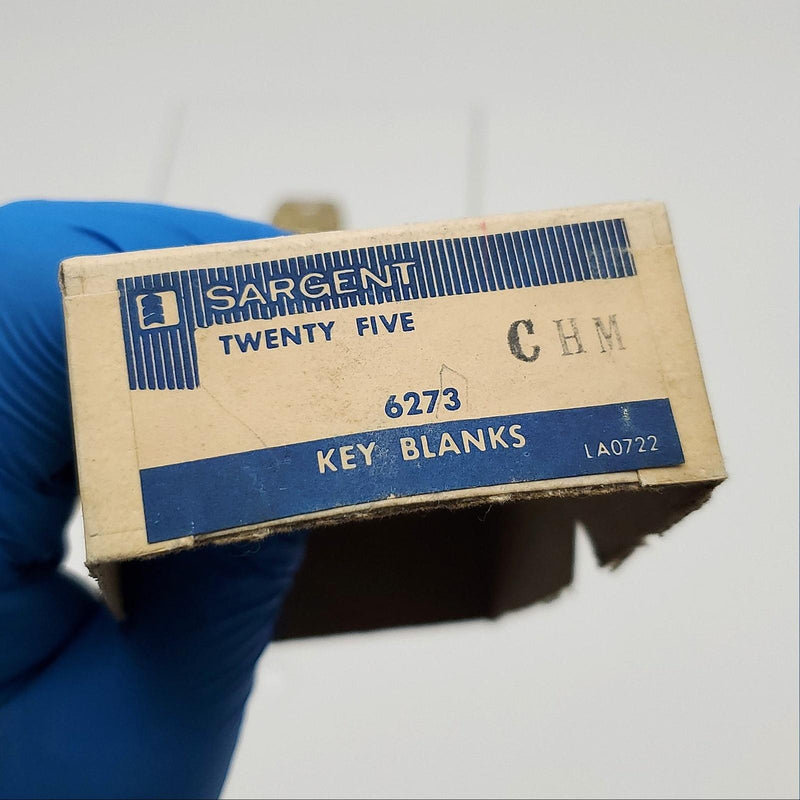 SARGENT
TWENTY FIVE
CHM
6273
KEY BLANKS
LA0722